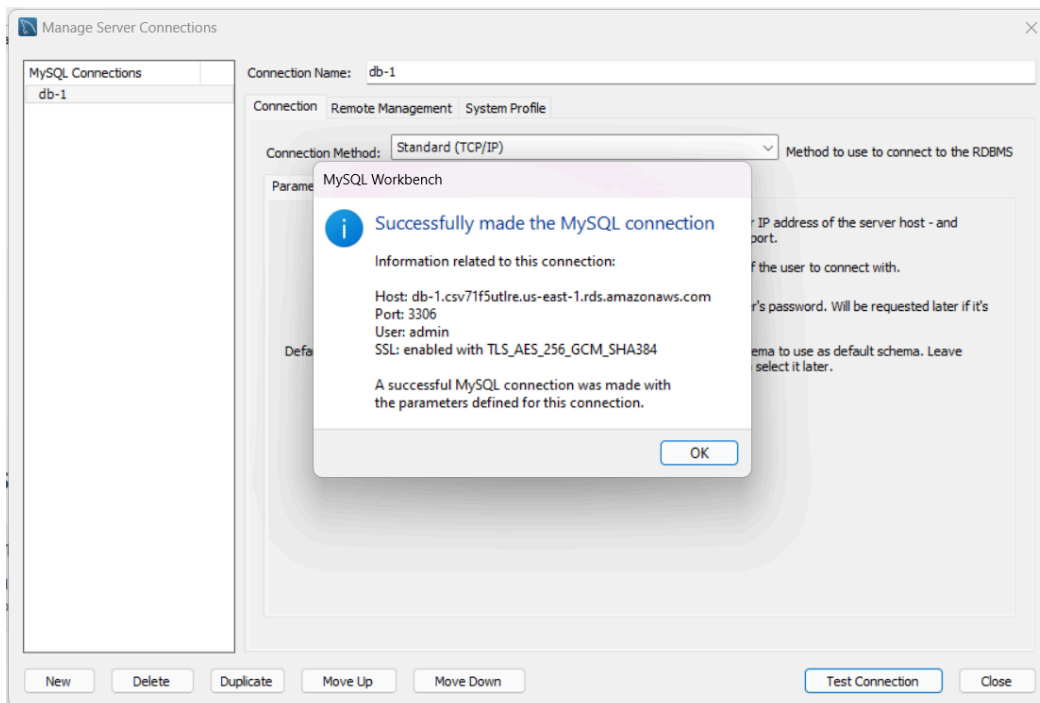 Manage Server Connections
MySQL Connections
db-1
Connection Name: db-1
Connection Remote Management System Profile
Connection Method: Standard (TCP/IP) Method to use to connect to the RDBMS
Parame
MySQL Workbench
Successfully made the MySQL connection
Information related to this connection:
Host: db-1.csv71f5utlre.us-east-1.rds.amazonaws.com
Port: 3306
User: admin
SSL: enabled with TLS_AES_256_GCM_SHA384
A successful MySQL connection was made with
the parameters defined for this connection.
OK
r IP address of the server host - and
port.
f the user to connect with.
r's password. Will be requested later if it's
Defa
ema to use as default schema. Leave
select it later.
New Delete Duplicate Move Up Move Down Test Connection Close